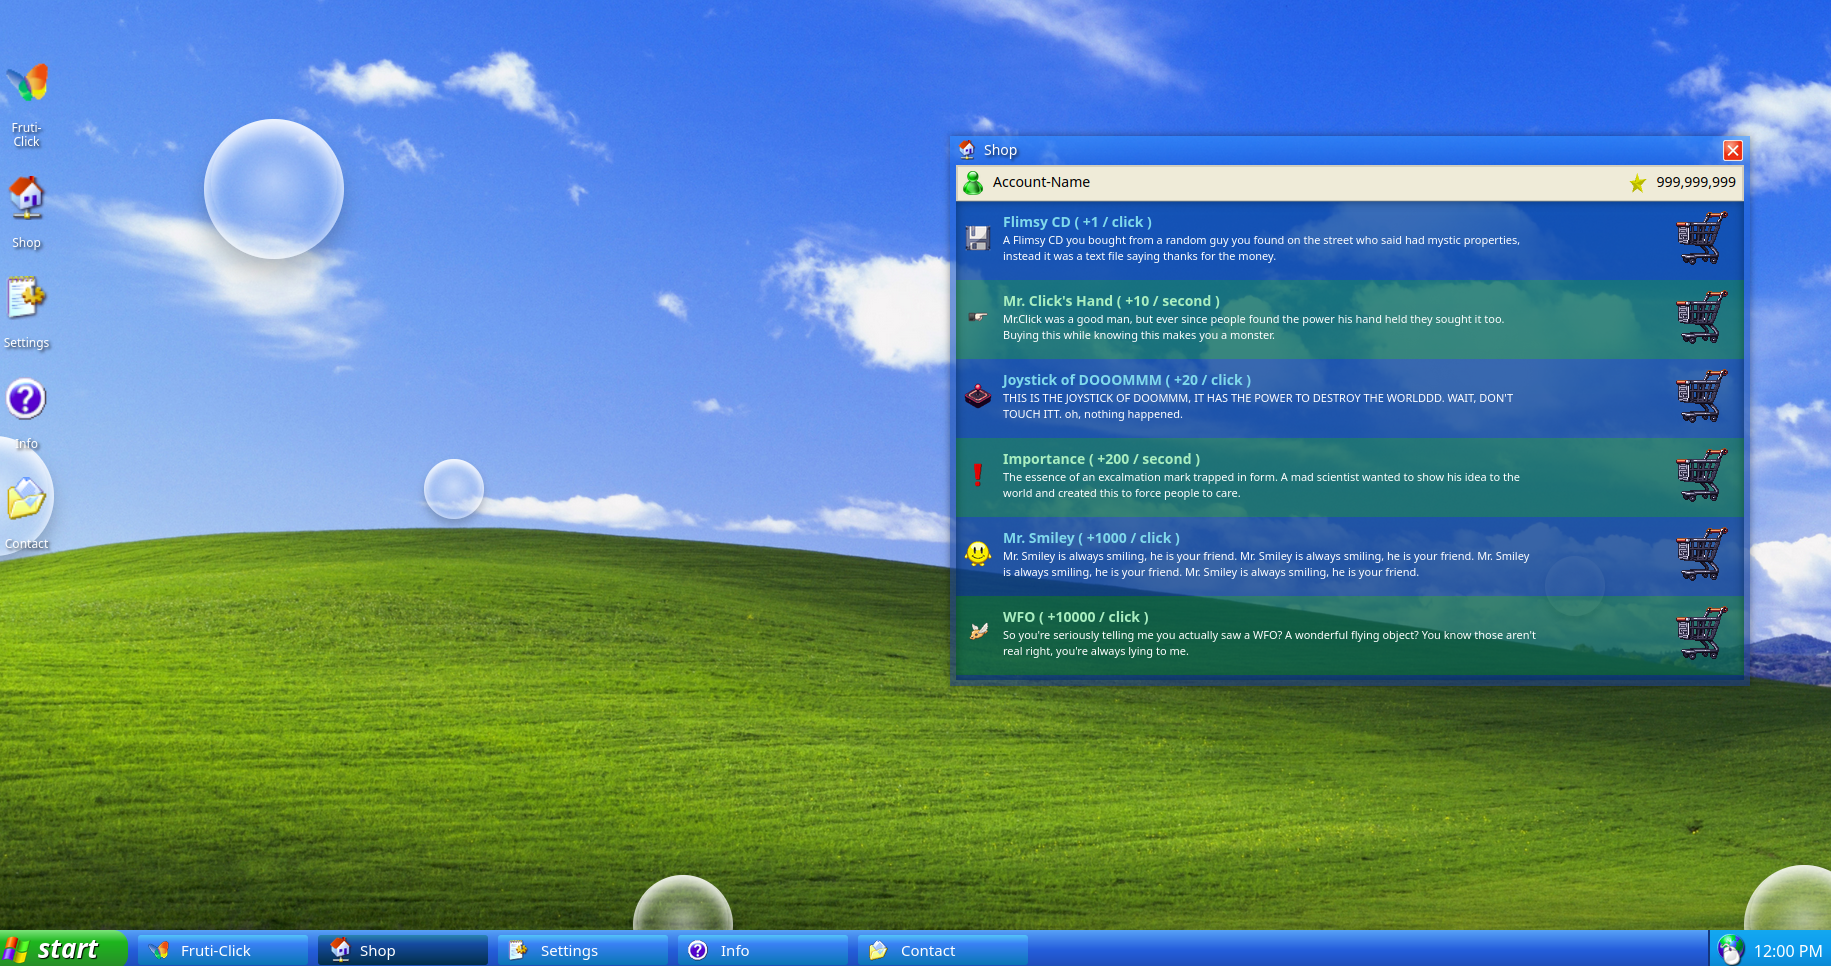 Fruti-
Click
Shop
Settings
Info
Contact
Shop
Account-Name
999,999,999
Flimsy CD ( +1 / click )
A Flimsy CD you bought from a random guy you found on the street who said had mystic properties,
instead it was a text file saying thanks for the money.
Mr. Click's Hand ( +10 / second )
Mr.Click was a good man, but ever since people found the power his hand held they sought it too.
Buying this while knowing this makes you a monster.
Joystick of DOOOMMM ( +20 / click )
THIS IS THE JOYSTICK OF DOOMMM, IT HAS THE POWER TO DESTROY THE WORLDDD. WAIT, DON'T
TOUCH ITT. oh, nothing happened.
Importance ( +200 / second )
The essence of an excalmation mark trapped in form. A mad scientist wanted to show his idea to the
world and created this to force people to care.
Mr. Smiley ( +1000 / click )
Mr. Smiley is always smiling, he is your friend. Mr. Smiley is always smiling, he is your friend. Mr. Smiley
is always smiling, he is your friend. Mr. Smiley is always smiling, he is your friend.
WFO ( +10000 / click )
So you're seriously telling me you actually saw a WFO? A wonderful flying object? You know those aren't
real right, you're always lying to me.
start
Fruti-Click
Shop
Settings
Info
Contact
12:00 PM